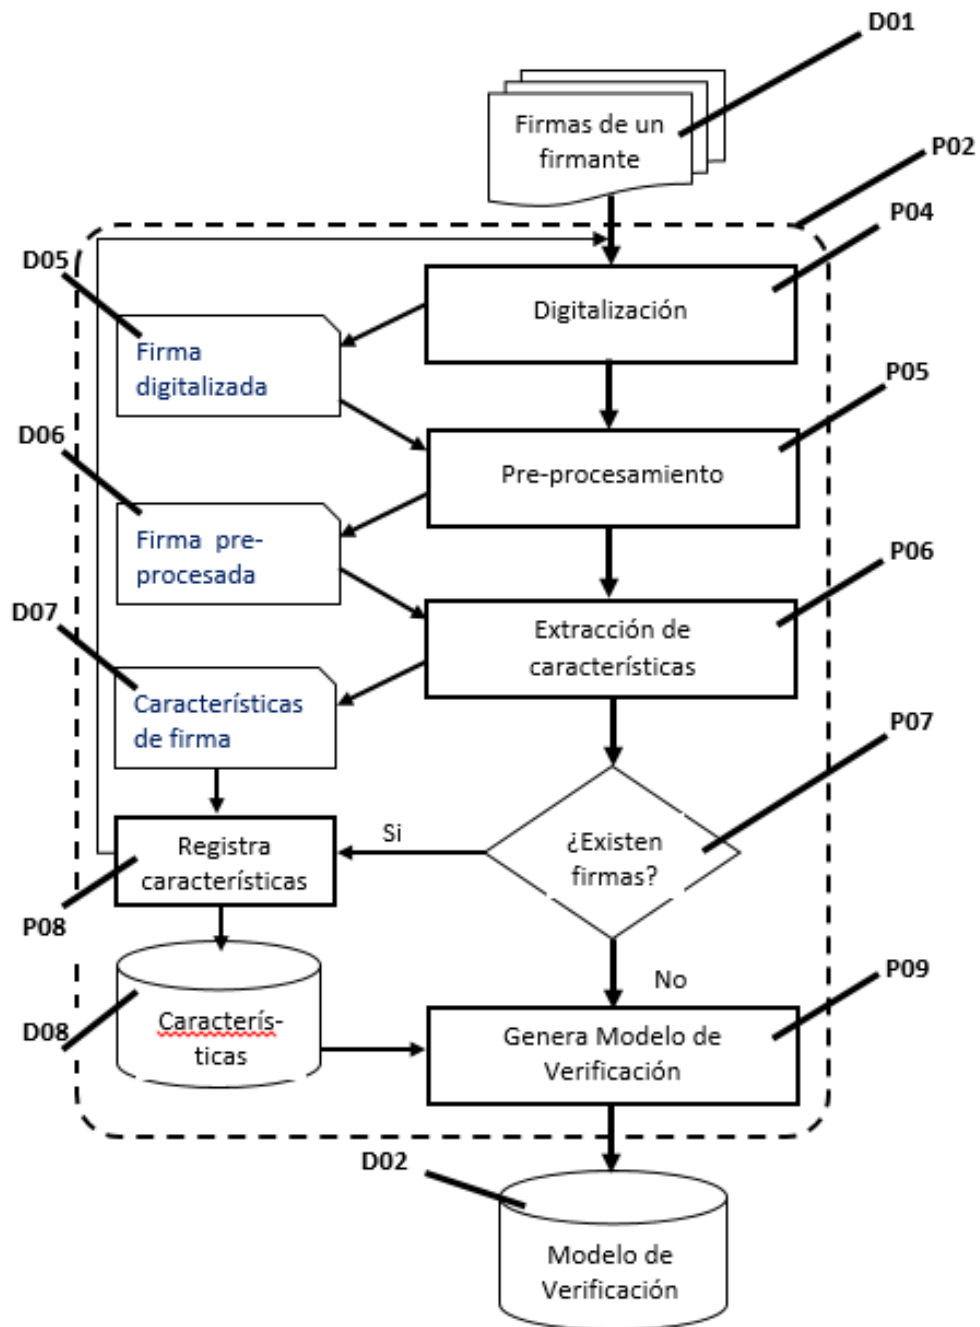 D01
Firmas de un
firmante
P02
P04
D05
Digitalización
Firma
digitalizada
P05
D06
Pre-procesamiento
Firma pre-
procesada
P06
D07
Extracción de
características
Características
de firma
P07
Si
¿Existen
firmas?
Registra
características
P08
No
P09
D08
Caracterís-
ticas
Genera Modelo de
Verificación
D02
Modelo de
Verificación